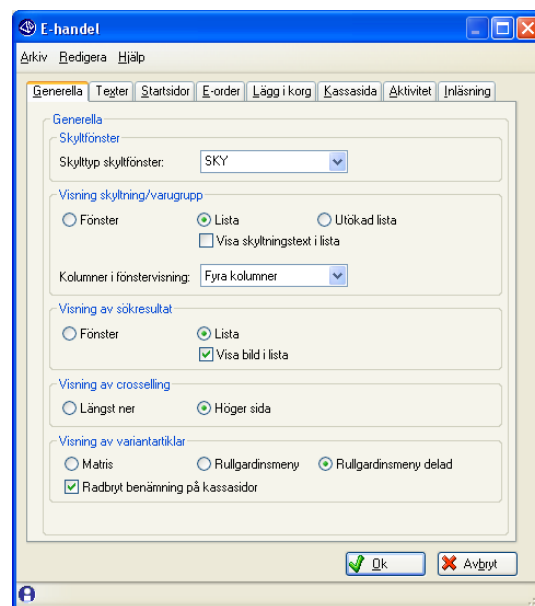 E-handel
Arkiv Redigera Hjälp
Generella Texter Startsidor E-order Lägg i korg Kassasida Aktivitet Inläsning
Generella
Skyltfönster
Skylttyp skyltfönster: SKY
Visning skyltning/varugrupp
Fönster Lista Utökad lista
Visa skyltningstext i lista
Kolumner i fönstervisning: Fyra kolumner
Visning av sökresultat
Fönster Lista
Visa bild i lista
Visning av crosselling
Längst ner Höger sida
Visning av variantartiklar
Matris Rullgardinsmeny Rullgardinsmeny delad
Radbryt benämning på kassasidor
Ok Avbryt